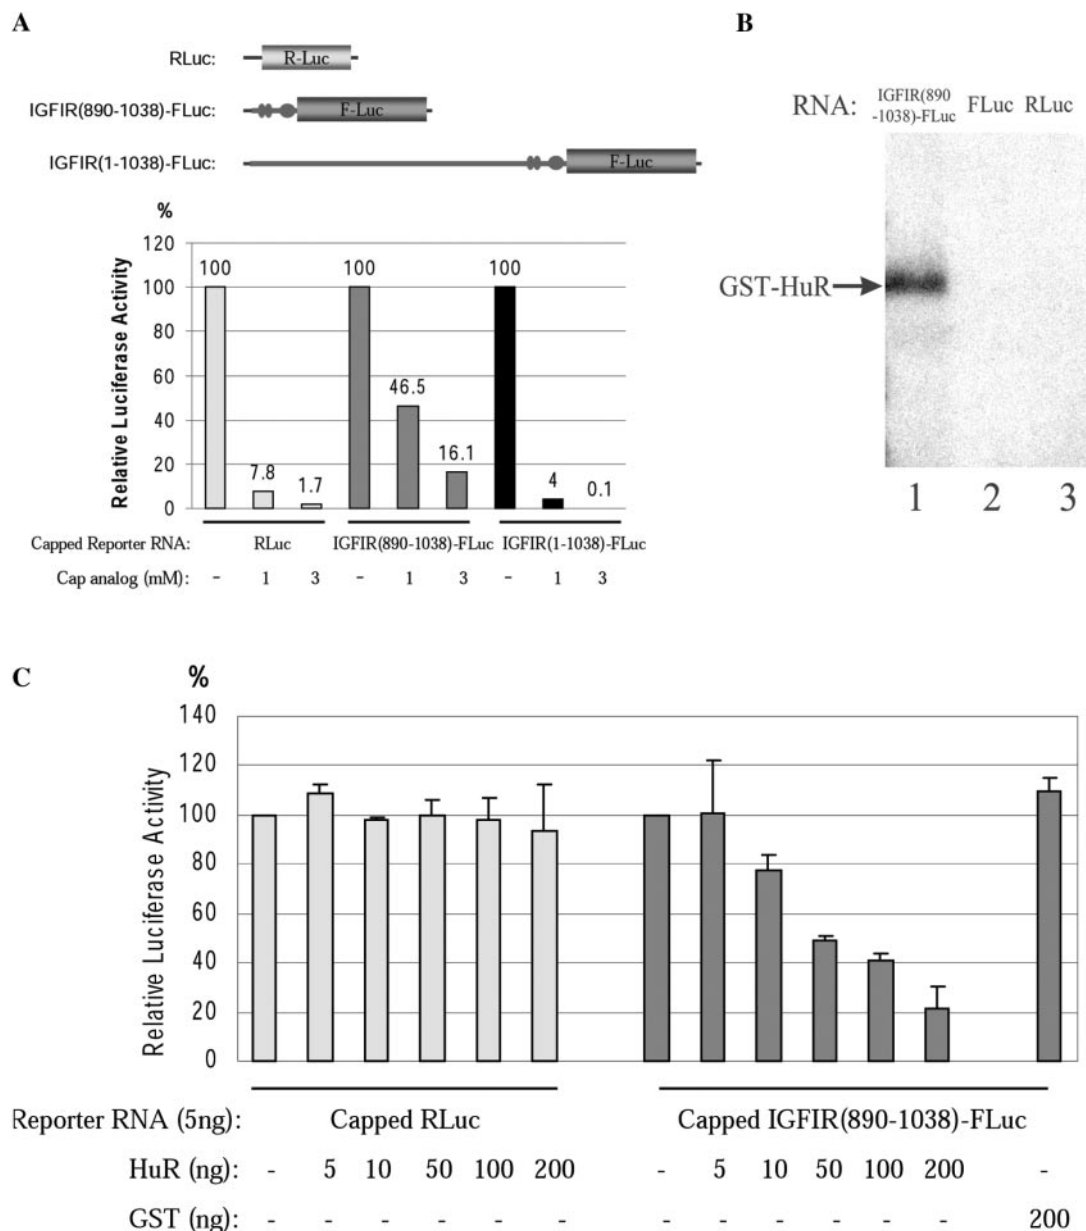 A
RLuc: R-Luc
IGFIR(890-1038)-FLuc: F-Luc
IGFIR(1-1038)-FLuc: F-Luc
%
Relative Luciferase Activity
120
100
80
60
40
20
0
100 7.8 1.7 100 46.5 16.1 100 4 0.1
Capped Reporter RNA: RLuc IGFIR(890-1038)-FLuc IGFIR(1-1038)-FLuc
Cap analog (mM): - 1 3 - 1 3 - 1 3
B
RNA: IGFIR(890
-1038)-FLuc FLuc RLuc
GST-HuR
1 2 3
C
%
Relative Luciferase Activity
140
120
100
80
60
40
20
0
Reporter RNA (5ng): Capped RLuc Capped IGFIR(890-1038)-FLuc
HuR (ng): - 5 10 50 100 200 - 5 10 50 100 200 -
GST (ng): - - - - - - - - - - - - 200